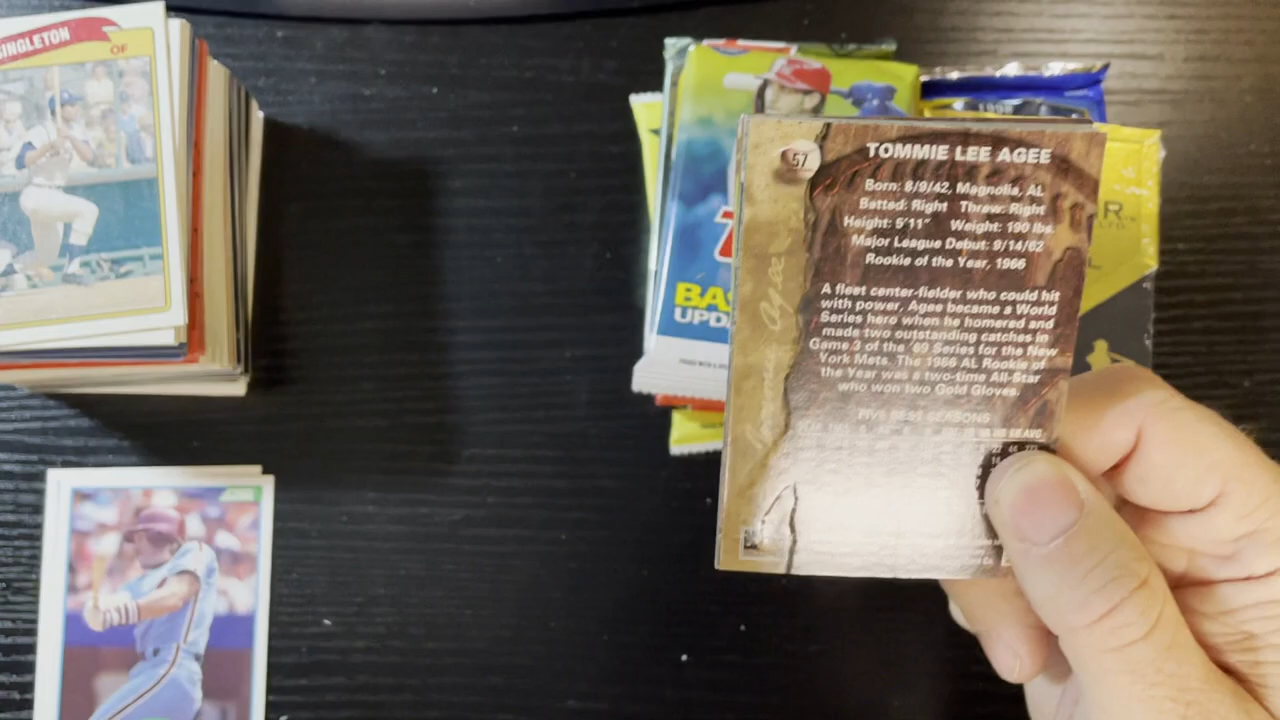 SINGLETON
OF
1998
BAS
UPD
57
TOMMIE LEE AGEE
Born: 8/9/42, Magnolia, AL
Batted: Right Threw: Right
Height: 5'11" Weight: 190 lbs.
Major League Debut: 9/14/62
Rookie of the Year, 1966
A fleet center-fielder who could hit
with power, Agee became a World
Series hero when he homered and
made two outstanding catches in
Game 3 of the '69 Series for the New
York Mets. The 1966 AL Rookie of
the Year was a two-time All-Star
who won two Gold Gloves.
FIVE BEST SEASONS
SCORE